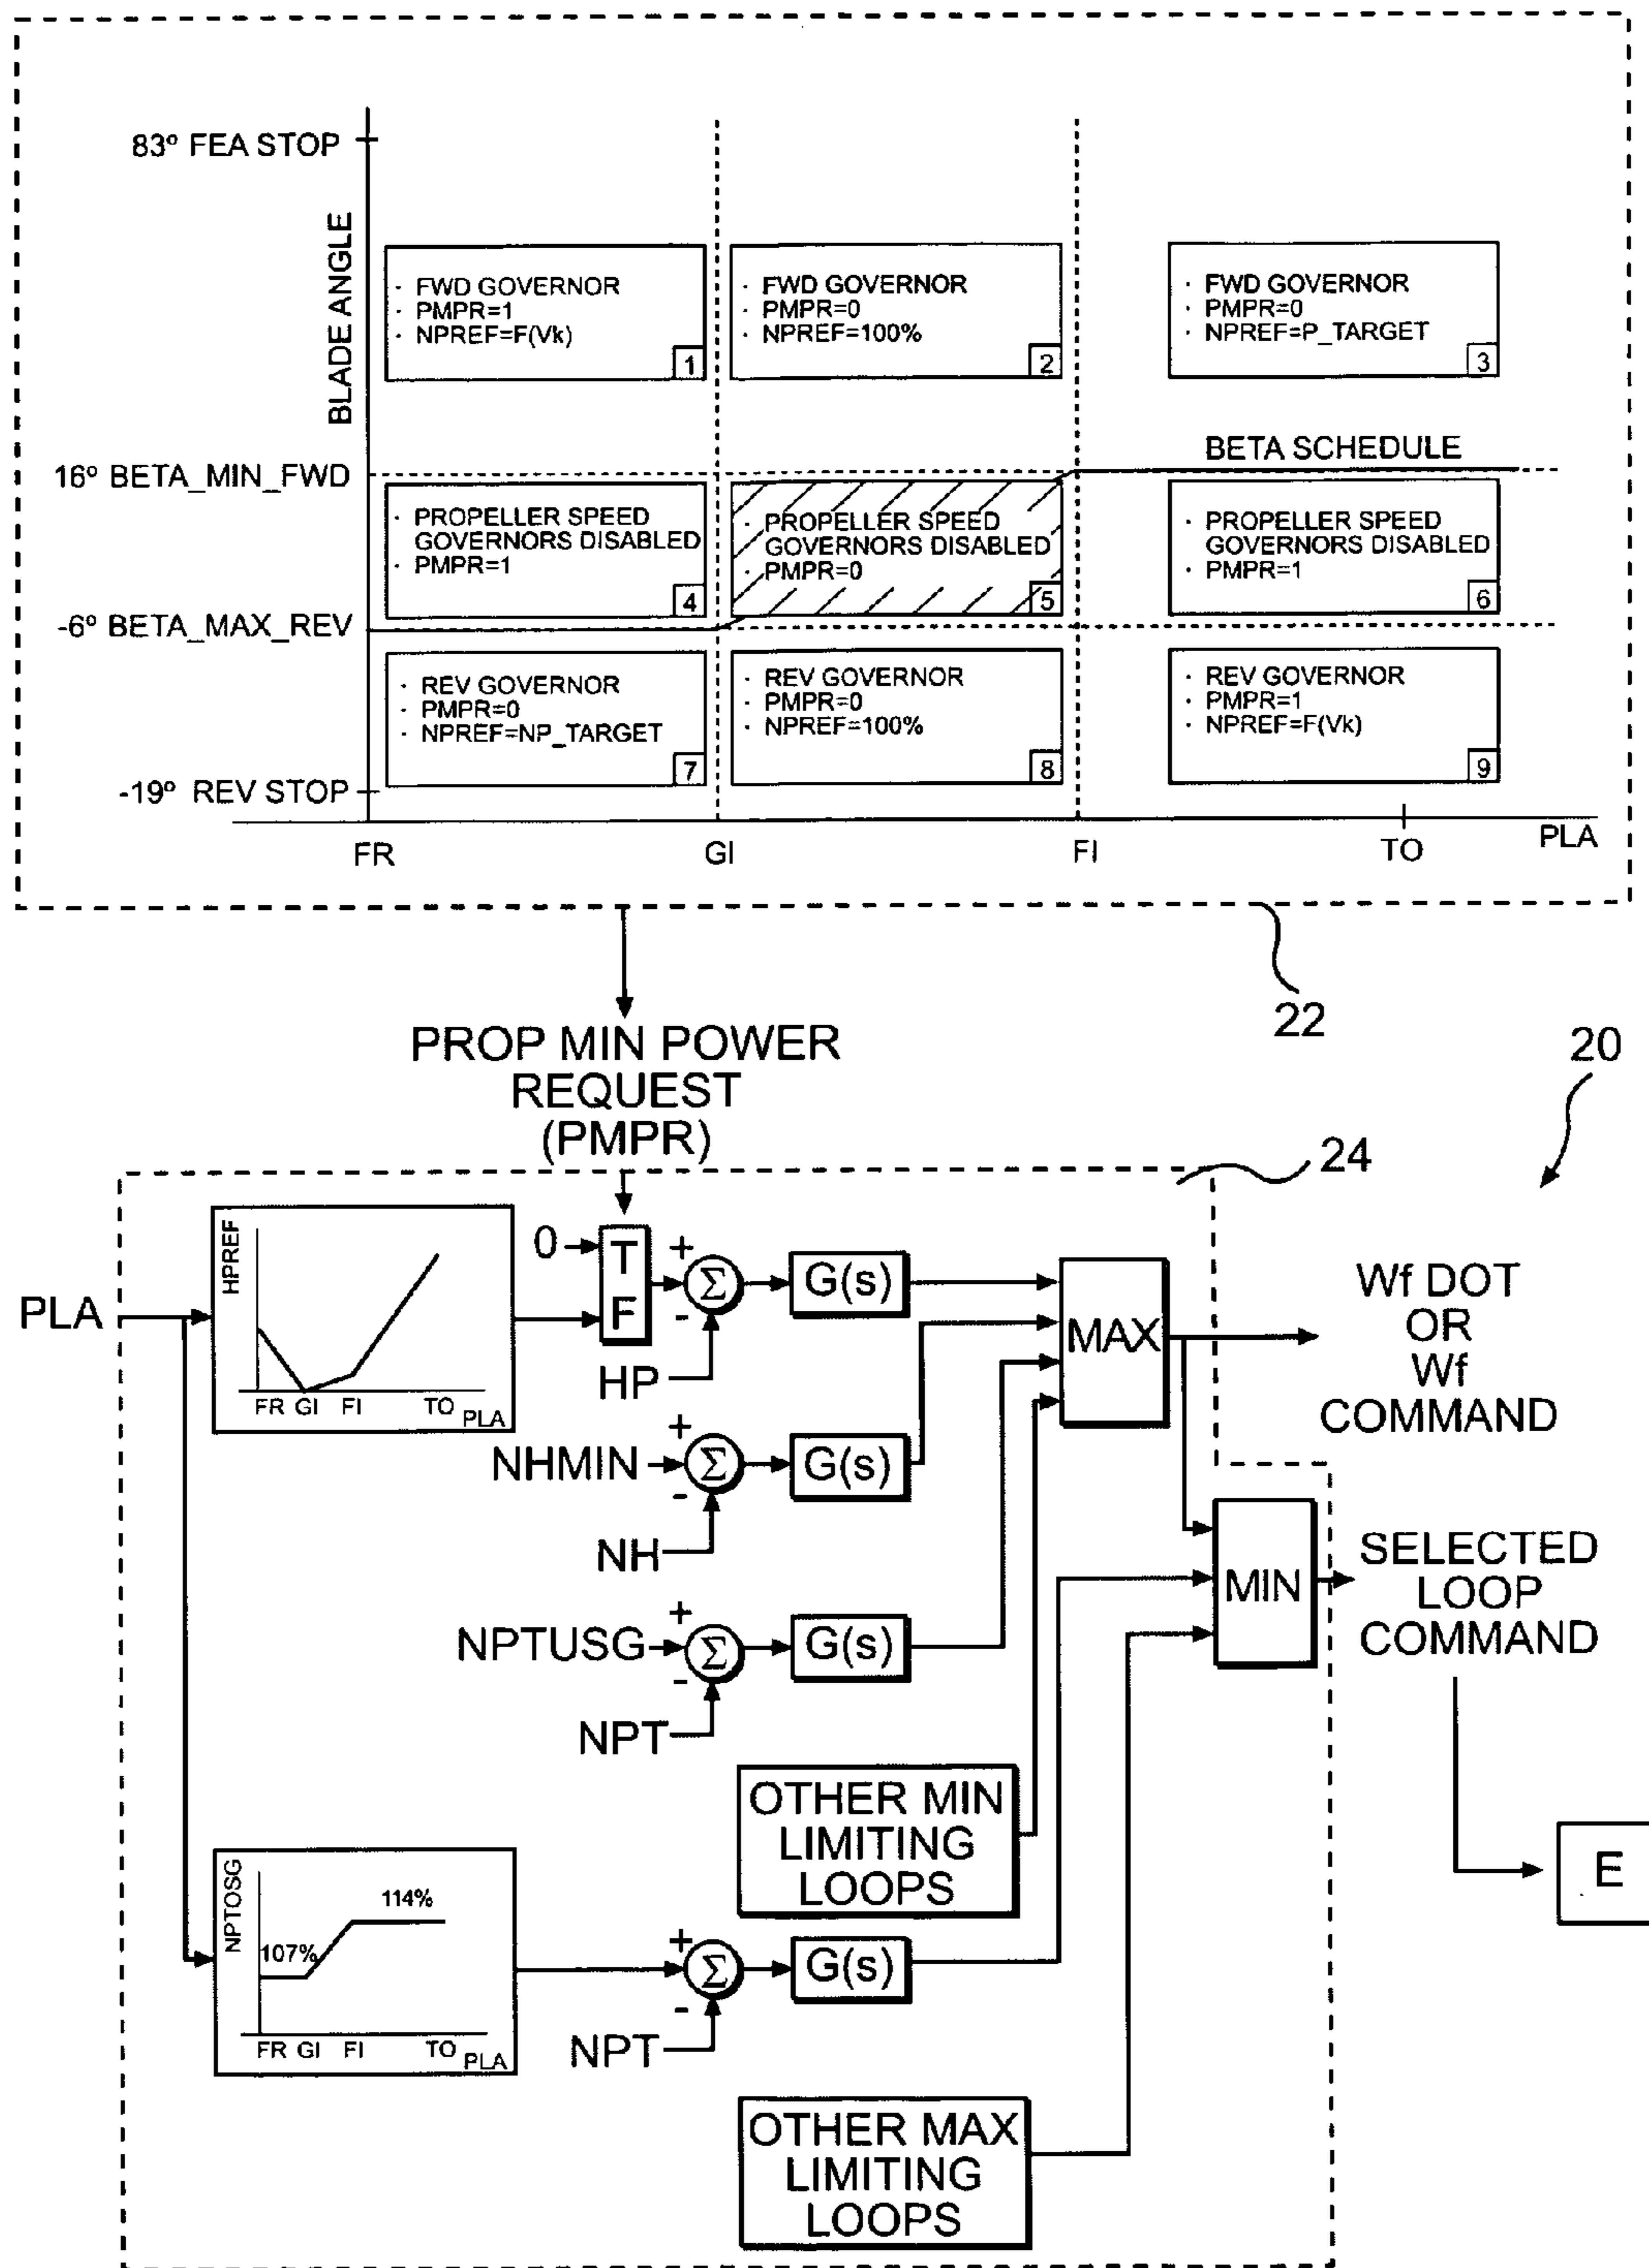 83° FEA STOP
BLADE ANGLE
· FWD GOVERNOR
· PMPR=1
· NPREF=F(Vk)
1
· FWD GOVERNOR
· PMPR=0
· NPREF=100%
2
· FWD GOVERNOR
· PMPR=0
· NPREF=P_TARGET
3
BETA SCHEDULE
16° BETA_MIN_FWD
· PROPELLER SPEED
GOVERNORS DISABLED
· PMPR=1
4
· PROPELLER SPEED
GOVERNORS DISABLED
· PMPR=0
5
· PROPELLER SPEED
GOVERNORS DISABLED
· PMPR=1
6
-6° BETA_MAX_REV
· REV GOVERNOR
· PMPR=0
· NPREF=NP_TARGET
7
· REV GOVERNOR
· PMPR=0
· NPREF=100%
8
· REV GOVERNOR
· PMPR=1
· NPREF=F(Vk)
9
-19° REV STOP
FR
GI
FI
TO
PLA
22
PROP MIN POWER
REQUEST
(PMPR)
20
24
PLA
HPREF
FR GI FI TO PLA
0
T
F
+
Σ
-
HP
G(s)
MAX
Wf DOT
OR
Wf
COMMAND
NHMIN
+
Σ
-
NH
G(s)
MIN
SELECTED
LOOP
COMMAND
NPTUSG
+
Σ
-
NPT
G(s)
OTHER MIN
LIMITING
LOOPS
E
NPTOSG
107%
114%
FR GI FI TO PLA
+
Σ
-
NPT
G(s)
OTHER MAX
LIMITING
LOOPS